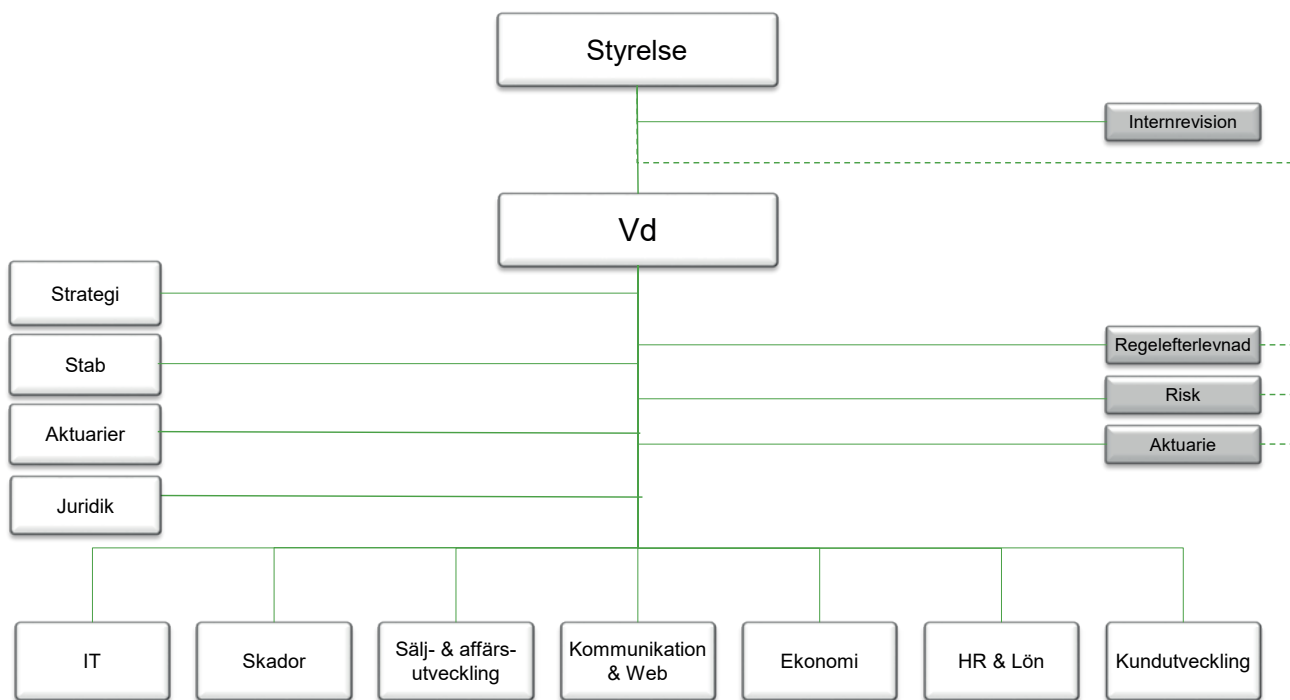 Styrelse
Internrevision
Vd
Strategi
Stab
Aktuarier
Juridik
Regelefterlevnad
Risk
Aktuarie
IT
Skador
Sälj- & affärs-
utveckling
Kommunikation
& Web
Ekonomi
HR & Lön
Kundutveckling